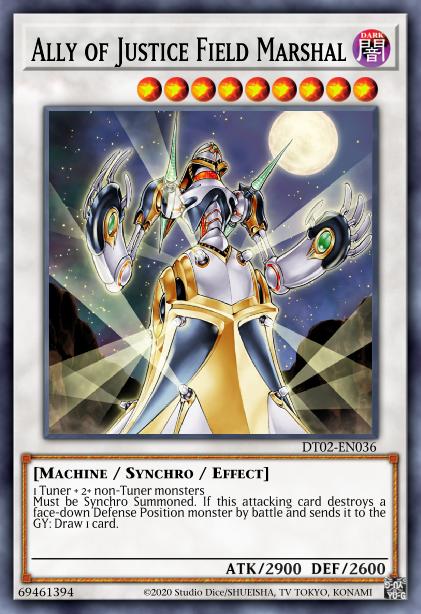 ALLY OF JUSTICE FIELD MARSHAL
DARK
闇
DT02-EN036
[MACHINE / SYNCHRO / EFFECT]
1 Tuner + 2+ non-Tuner monsters
Must be Synchro Summoned. If this attacking card destroys a
face-down Defense Position monster by battle and sends it to the
GY: Draw 1 card.
ATK/2900 DEF/2600
69461394
©2020 Studio Dice/SHUEISHA, TV TOKYO, KONAMI